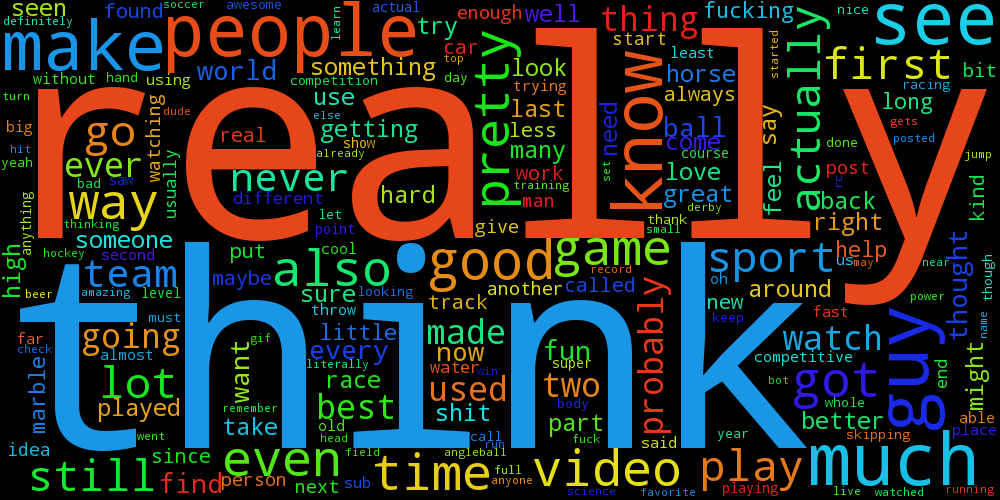 seen
found
soccer
awesome
actual
enough
well
fucking
nice
see
definitely
make
people
learn
try
car
thing
start
started
first
world
something
top
pretty
look
know
least
actually
bit
without
hand
using
competition
day
trying
horse
racing
long
turn
really
use
last
always
say
gets
big
go
watching
dude
real
else
getting
less
need
ball
posted
hit
show
many
come
done
yeah
ever
usually
already
course
post
jump
bad
saw
never
hard
work
set
love
feel
rc
kind
way
different
training
man
great
back
anything
thinking
let
point
give
thank
derby
small
right
someone
hockey
second
put
cool
good
game
sport
help
us
may
near
thought
though
high
team
maybe
also
looking
record
oh
beer
amazing
level
sure
throw
another
called
around
power
name
must
track
probably
new
keep
fast
think
far
going
little
made
watch
guy
check
almost
want
gif
every
now
fun
competitive
might
marble
literally
water
win
super
bot
end
lot
race
used
two
got
whole
played
remember
best
shit
body
better
able
went
take
old
part
year
skipping
place
idea
since
head
call
run
fuck
said
much
still
find
even
field
angleball
person
next
sub
time
full
anyone
video
science
favorite
play
playing
live
watched
running